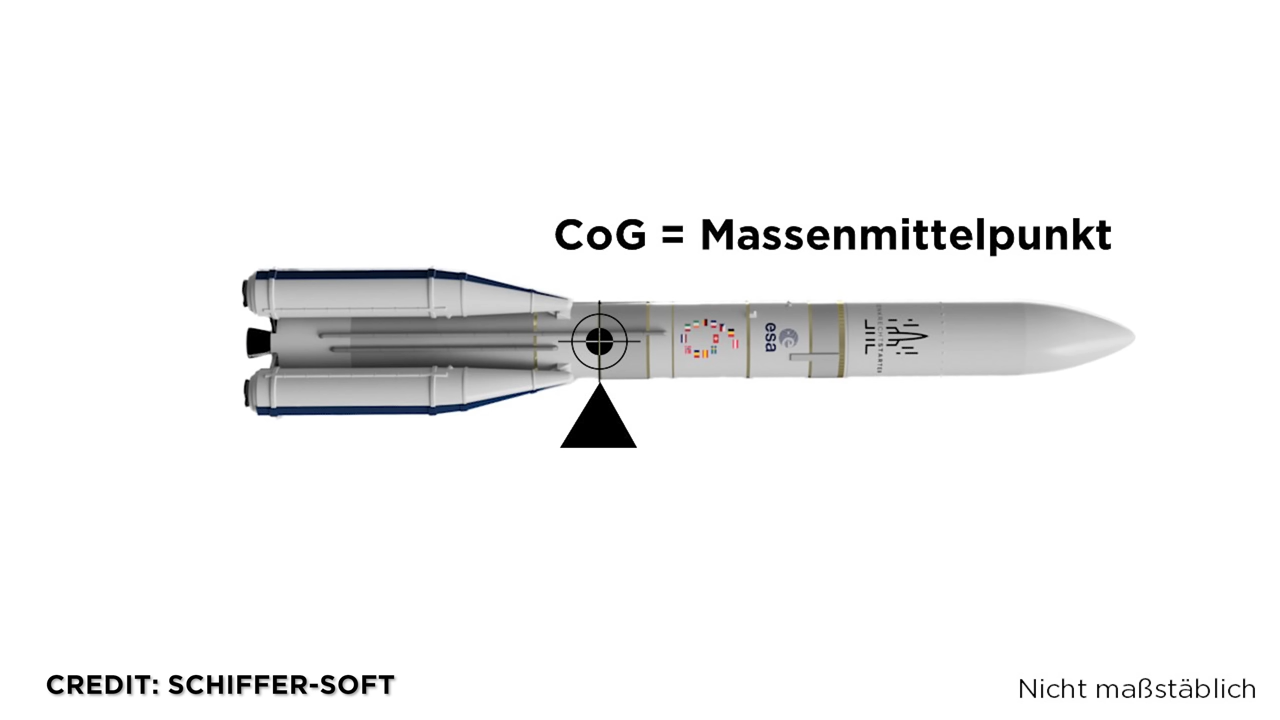 CoG = Massenmittelpunkt
esa
CREDIT: SCHIFFER-SOFT
Nicht maßstäblich